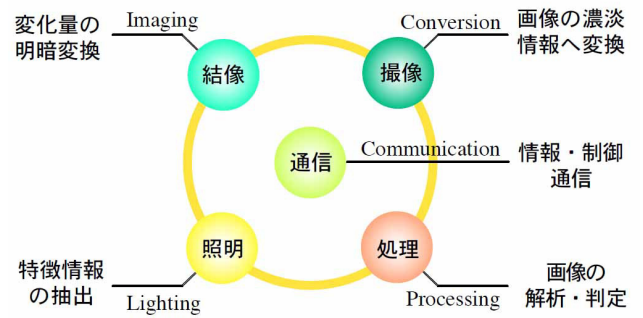 変化量の
明暗変換
Imaging
結像
Conversion
画像の濃淡
情報へ変換
撮像
通信
Communication
情報・制御
通信
特徴情報
の抽出
Lighting
照明
処理
Processing
画像の
解析・判定